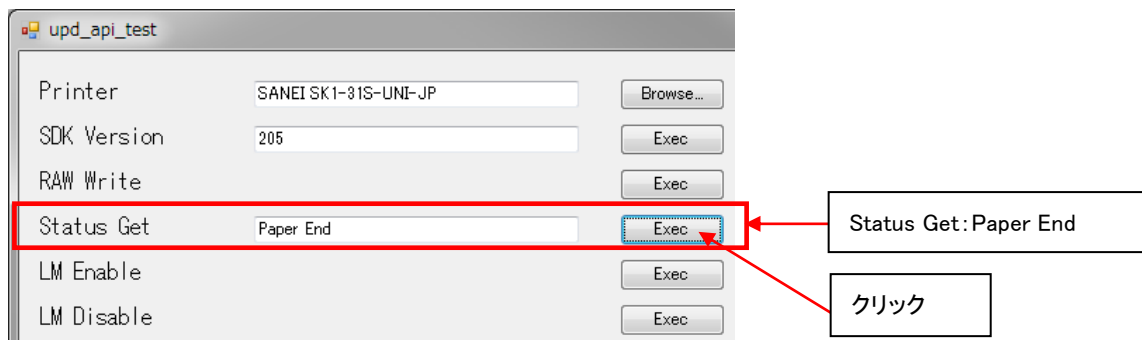 upd_api_test
Printer SANEI SK1-31S-UNI-JP Browse...
SDK Version 205 Exec
RAW Write Exec
Status Get Paper End Exec
Status Get：Paper End
LM Enable Exec
クリック
LM Disable Exec